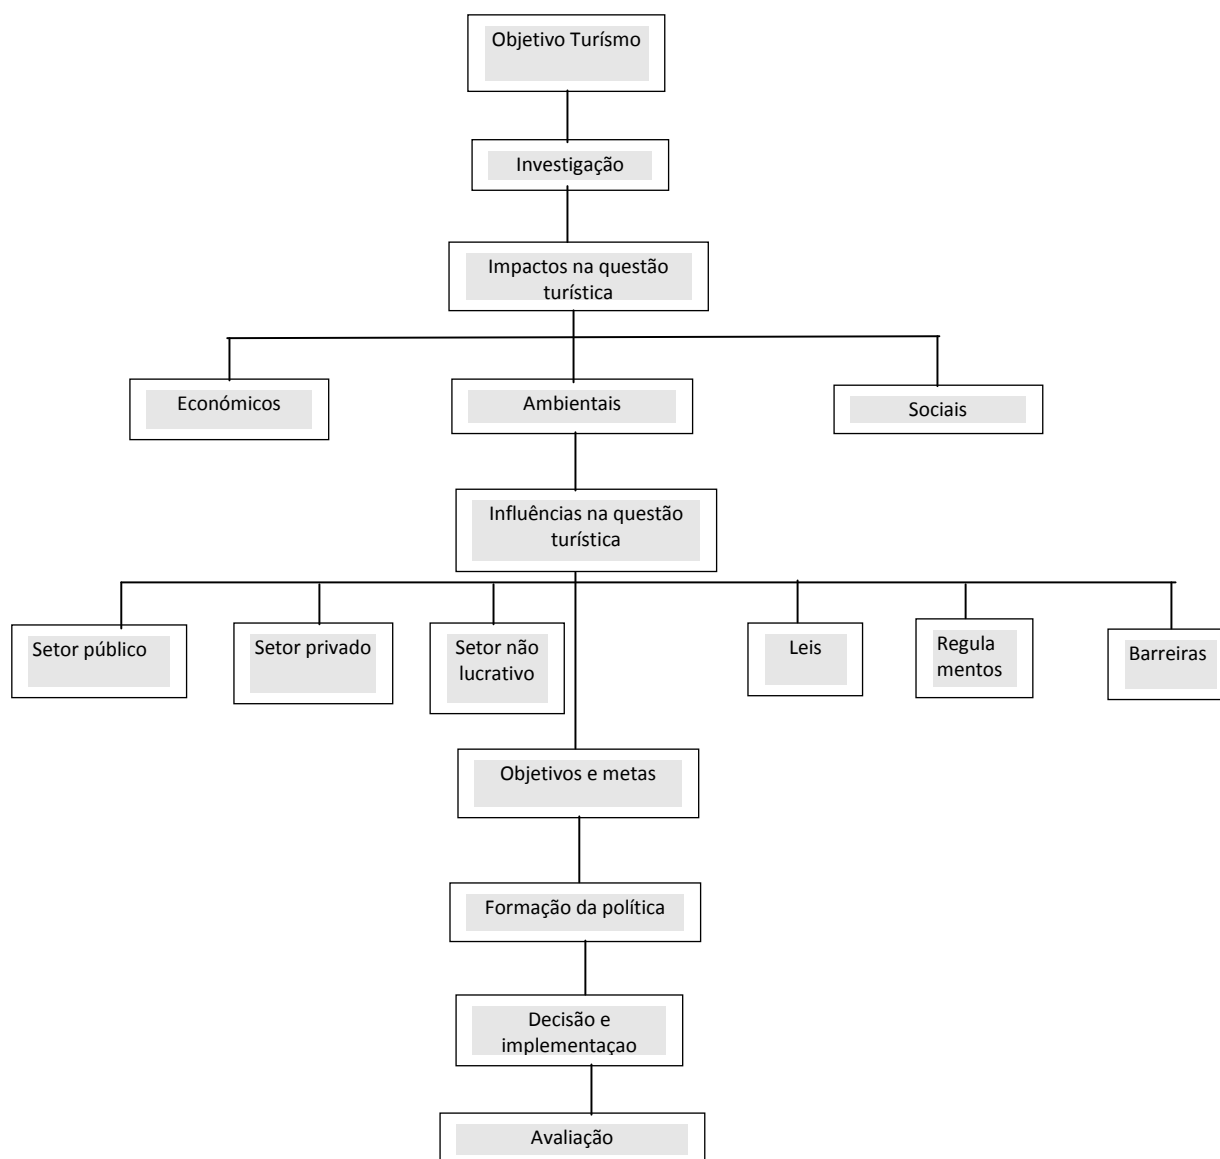 Objetivo Turísmo
Investigação
Impactos na questão
turística
Económicos
Ambientais
Sociais
Influências na questão
turística
Setor público
Setor privado
Setor não
lucrativo
Leis
Regula
mentos
Barreiras
Objetivos e metas
Formação da política
Decisão e
implementaçao
Avaliação